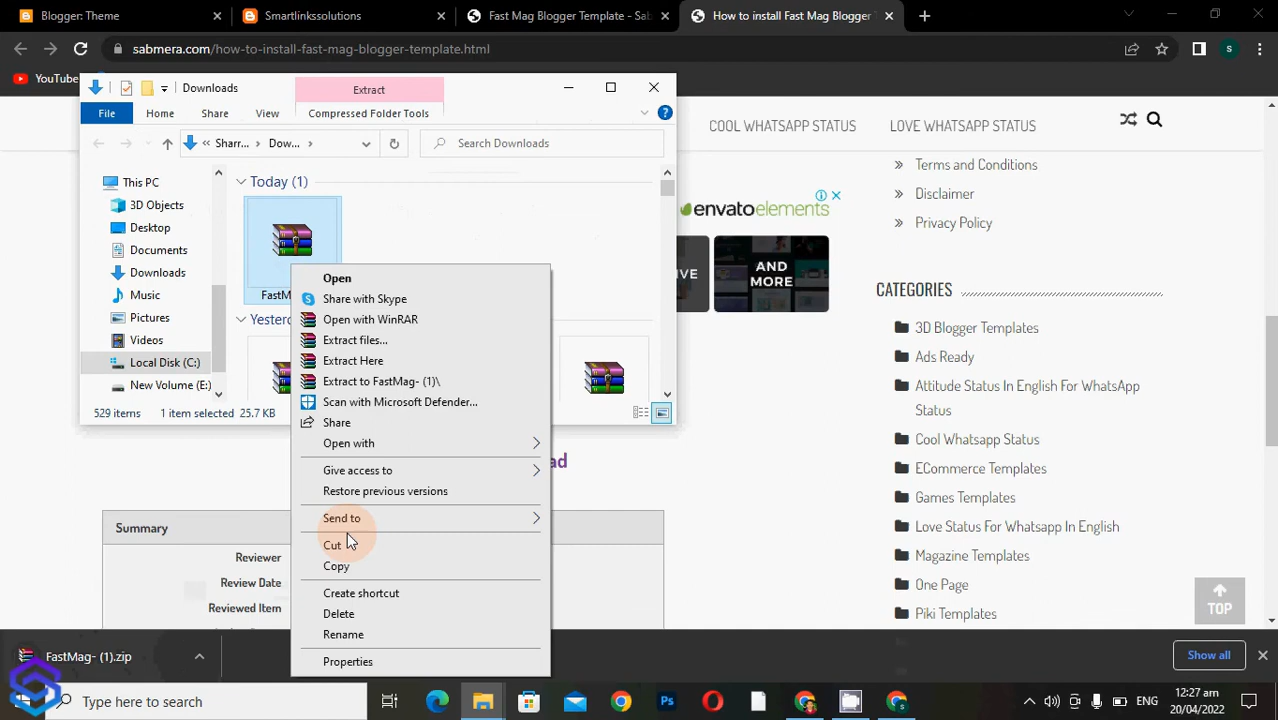 Blogger: Theme
Smartlinkssolutions
Fast Mag Blogger Template - Sab
How to install Fast Mag Blogger
sabmera.com/how-to-install-fast-mag-blogger-template.html
YouTube
Downloads
Extract
File
Home
Share
View
Compressed Folder Tools
« Sharr... > Dow... >
Search Downloads
COOL WHATSAPP STATUS
LOVE WHATSAPP STATUS
This PC
3D Objects
Desktop
Documents
Downloads
Music
Pictures
Videos
Local Disk (C:)
New Volume (E:)
Today (1)
529 items
1 item selected 25.7 KB
Open
Share with Skype
Open with WinRAR
Extract files...
Extract Here
Extract to FastMag- (1)\
Scan with Microsoft Defender...
Share
Open with
Give access to
Restore previous versions
Send to
Cut
Copy
Create shortcut
Delete
Rename
Properties
envatoelements
AND
MORE
Terms and Conditions
Disclaimer
Privacy Policy
CATEGORIES
3D Blogger Templates
Ads Ready
Attitude Status In English For WhatsApp
Status
Cool Whatsapp Status
ECommerce Templates
Games Templates
Love Status For Whatsapp In English
Magazine Templates
One Page
Piki Templates
TOP
Summary
Reviewer
Review Date
Reviewed Item
FastMag- (1).zip
Show all
Type here to search
ENG
12:27 am
20/04/2022